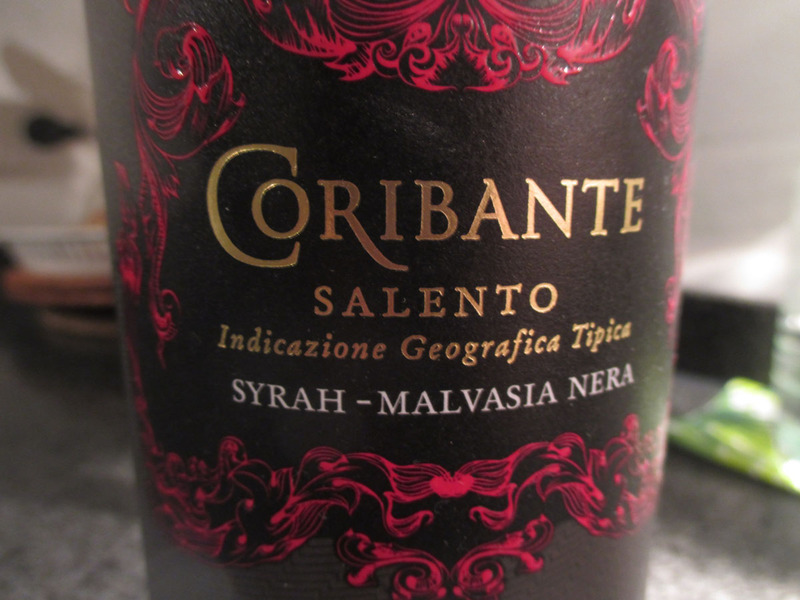 CORIBANTE
SALENTO
Indicazione Geografica Tipica
SYRAH - MALVASIA NERA